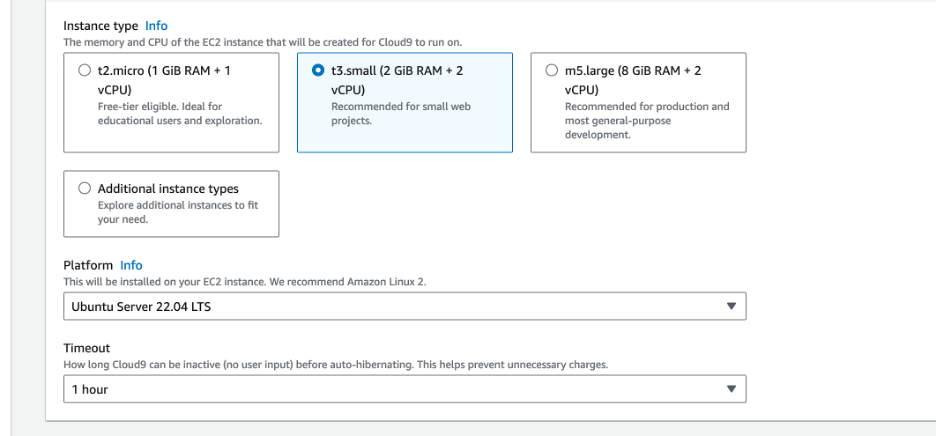 Instance type Info
The memory and CPU of the EC2 instance that will be created for Cloud9 to run on.
t2.micro (1 GiB RAM + 1
vCPU)
Free-tier eligible. Ideal for
educational users and exploration.
t3.small (2 GiB RAM + 2
vCPU)
Recommended for small web
projects.
m5.large (8 GiB RAM + 2
vCPU)
Recommended for production and
most general-purpose
development.
Additional instance types
Explore additional instances to fit
your need.
Platform Info
This will be installed on your EC2 instance. We recommend Amazon Linux 2.
Ubuntu Server 22.04 LTS
Timeout
How long Cloud9 can be inactive (no user input) before auto-hibernating. This helps prevent unnecessary charges.
1 hour